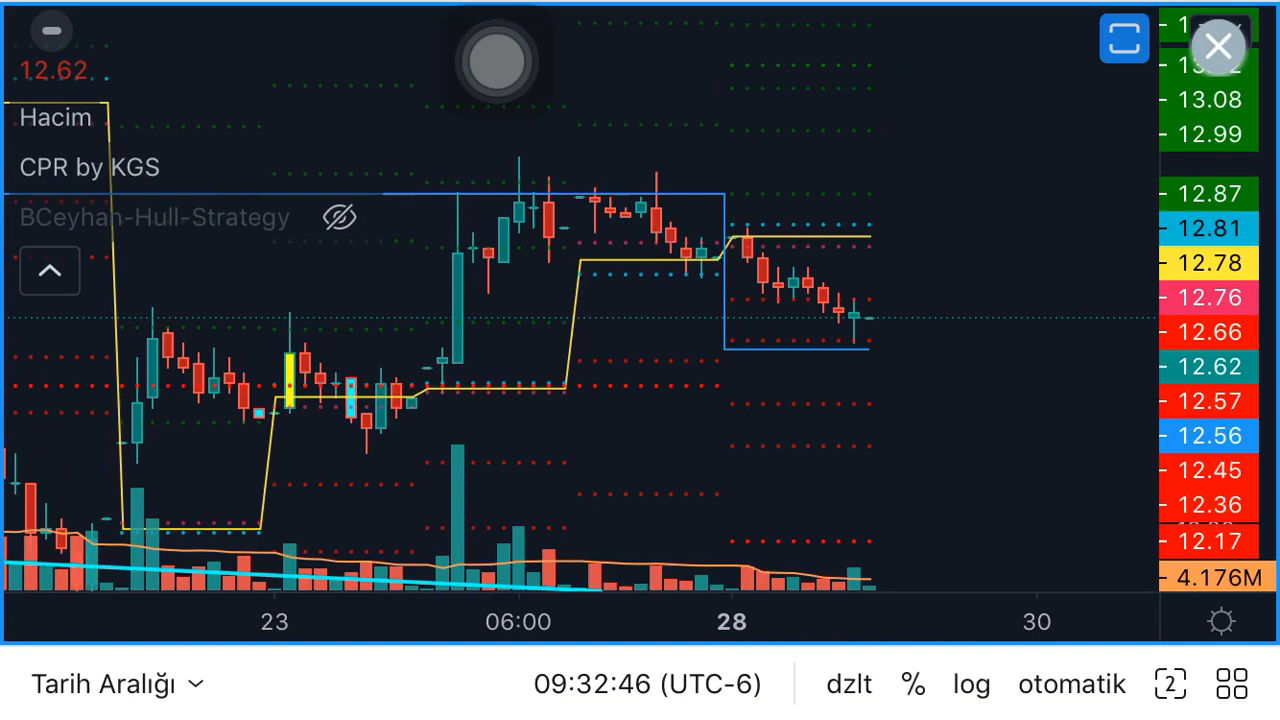 12.62
Hacim
CPR by KGS
BCeyhan-Hull-Strategy
13.08
12.99
12.87
12.81
12.78
12.76
12.66
12.62
12.57
12.56
12.45
12.36
12.17
4.176M
23 06:00 28 30
Tarih Aralığı 09:32:46 (UTC-6) dzlt % log otomatik 2